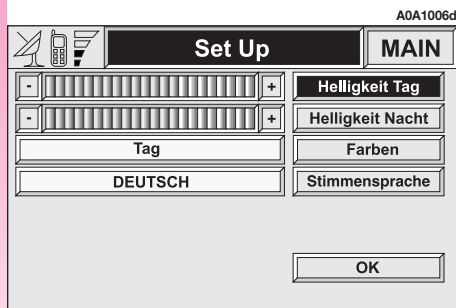 A0A1006d
Set Up MAIN
- + Helligkeit Tag
- + Helligkeit Nacht
Tag Farben
DEUTSCH Stimmensprache
OK